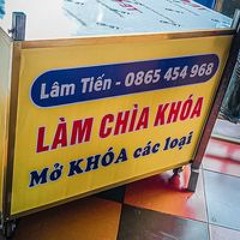 Lâm Tiến - 0865 454 968
LÀM CHÌA KHÓA
Mở KHÓA các loại